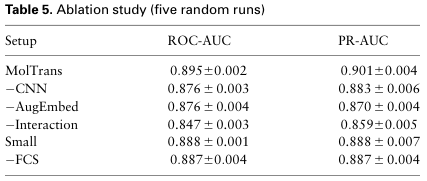 Table 5. Ablation study (five random runs)
Setup ROC-AUC PR-AUC
MolTrans 0.895±0.002 0.901±0.004
−CNN 0.876 ± 0.003 0.883 ± 0.006
−AugEmbed 0.876 ± 0.004 0.870 ± 0.004
−Interaction 0.847 ± 0.003 0.859±0.005
Small 0.888 ± 0.001 0.888 ± 0.007
−FCS 0.887±0.004 0.887 ± 0.004